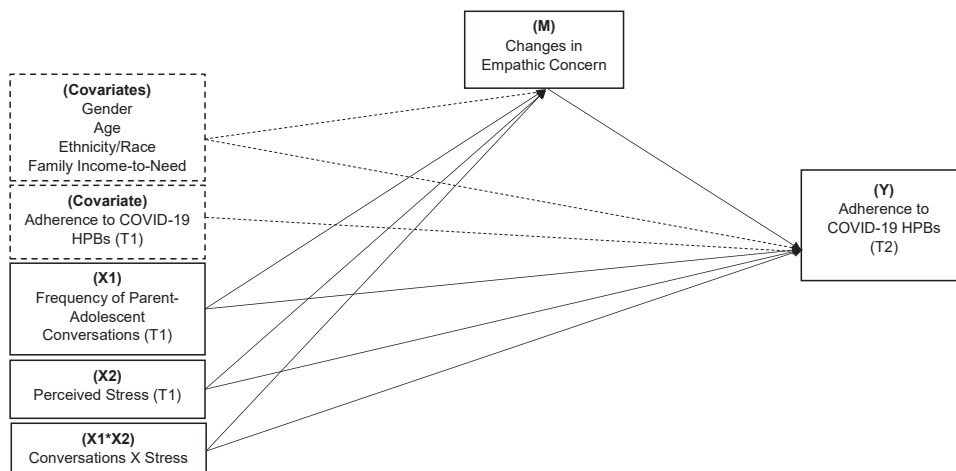 (M)
Changes in
Empathic Concern
(Covariates)
Gender
Age
Ethnicity/Race
Family Income-to-Need
(Covariate)
Adherence to COVID-19
HPBs (T1)
(X1)
Frequency of Parent-
Adolescent
Conversations (T1)
(X2)
Perceived Stress (T1)
(X1*X2)
Conversations X Stress
(Y)
Adherence to
COVID-19 HPBs
(T2)